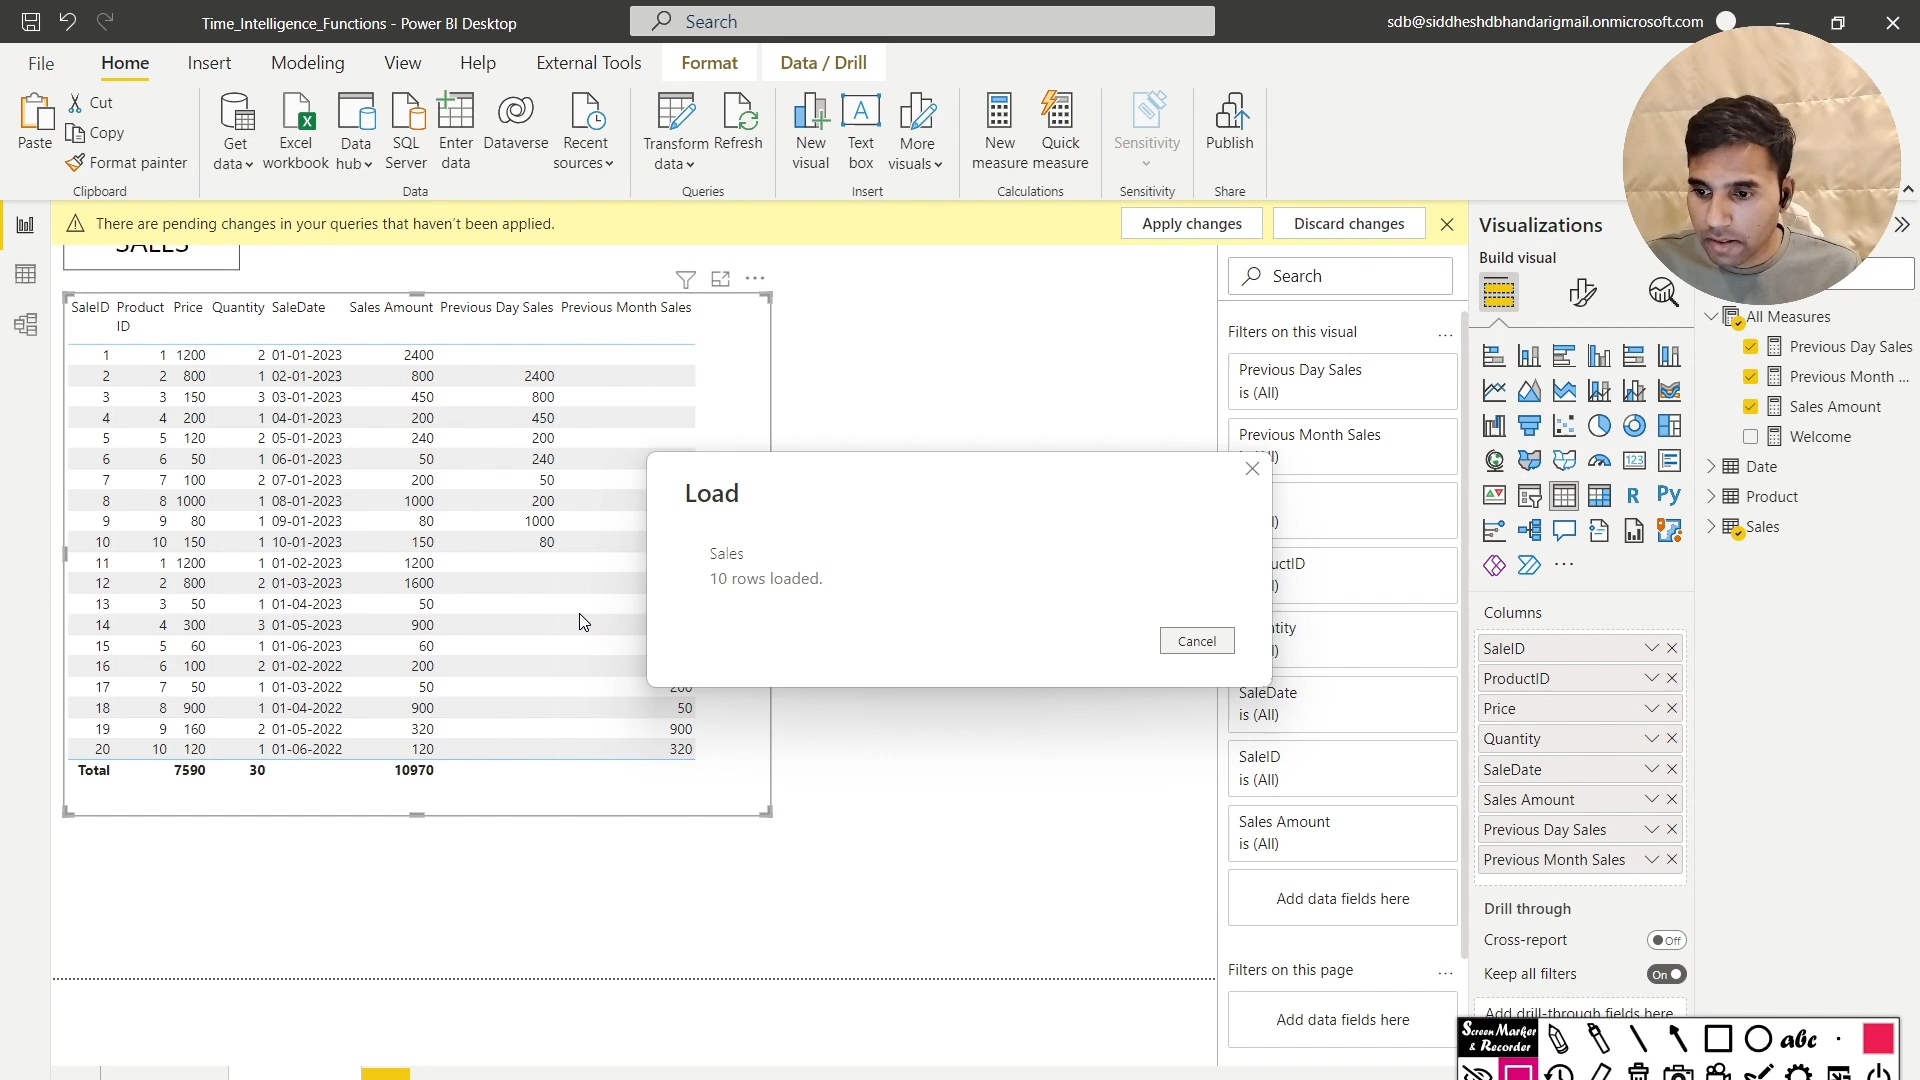 Time_Intelligence_Functions - Power BI Desktop
Search
sdb@siddheshdbhandarigmail.onmicrosoft.com
File Home Insert Modeling View Help External Tools Format Data / Drill
Paste
Cut
Copy
Format painter
Clipboard
Get data
Excel workbook
Data hub
SQL Server
Enter data
Dataverse
Recent sources
Data
Transform data
Refresh
Queries
New visual
Text box
More visuals
Insert
New measure
Quick measure
Calculations
Sensitivity
Sensitivity
Publish
Share
There are pending changes in your queries that haven't been applied.
Apply changes
Discard changes
SALES
SaleID Product ID Price Quantity SaleDate Sales Amount Previous Day Sales Previous Month Sales
1 1 1200 2 01-01-2023 2400
2 2 800 1 02-01-2023 800 2400
3 3 150 3 03-01-2023 450 800
4 4 200 1 04-01-2023 200 450
5 5 120 2 05-01-2023 240 200
6 6 50 1 06-01-2023 50 240
7 7 100 2 07-01-2023 200 50
8 8 1000 1 08-01-2023 1000 200
9 9 80 1 09-01-2023 80 1000
10 10 150 1 10-01-2023 150 80
11 1 1200 1 01-02-2023 1200
12 2 800 2 01-03-2023 1600
13 3 50 1 01-04-2023 50
14 4 300 3 01-05-2023 900
15 5 60 1 01-06-2023 60
16 6 100 2 01-02-2022 200
17 7 50 1 01-03-2022 50 200
18 8 900 1 01-04-2022 900 50
19 9 160 2 01-05-2022 320 900
20 10 120 1 01-06-2022 120 320
Total 7590 30 10970
Load
Sales
10 rows loaded.
Cancel
Search
Filters on this visual ...
Previous Day Sales
is (All)
Previous Month Sales
SaleDate
is (All)
SaleID
is (All)
Sales Amount
is (All)
Add data fields here
Filters on this page ...
Add data fields here
Visualizations
Build visual
123
R
Py
...
Columns
SaleID
ProductID
Price
Quantity
SaleDate
Sales Amount
Previous Day Sales
Previous Month Sales
Drill through
Cross-report Off
Keep all filters On
Add drill-through fields here
All Measures
Previous Day Sales
Previous Month ...
Sales Amount
Welcome
Date
Product
Sales
Screen Marker
& Recorder
abc